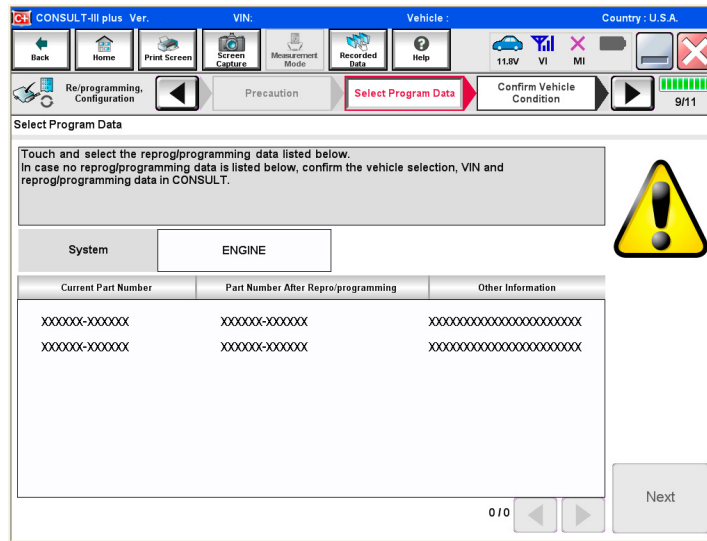 C+ CONSULT-III plus Ver. VIN: Vehicle : Country : U.S.A.
Back
Home
Print Screen
Screen Capture
Measurement Mode
Recorded Data
Help
11.8V VI MI
Re/programming, Configuration
Precaution
Select Program Data
Confirm Vehicle Condition
9/11
Select Program Data
Touch and select the reprog/programming data listed below.
In case no reprog/programming data is listed below, confirm the vehicle selection, VIN and
reprog/programming data in CONSULT.
System ENGINE
Current Part Number Part Number After Repro/programming Other Information
XXXXXX-XXXXXX XXXXXX-XXXXXX XXXXXXXXXXXXXXXXXXXXXX
XXXXXX-XXXXXX XXXXXX-XXXXXX XXXXXXXXXXXXXXXXXXXXXX
0/0
Next